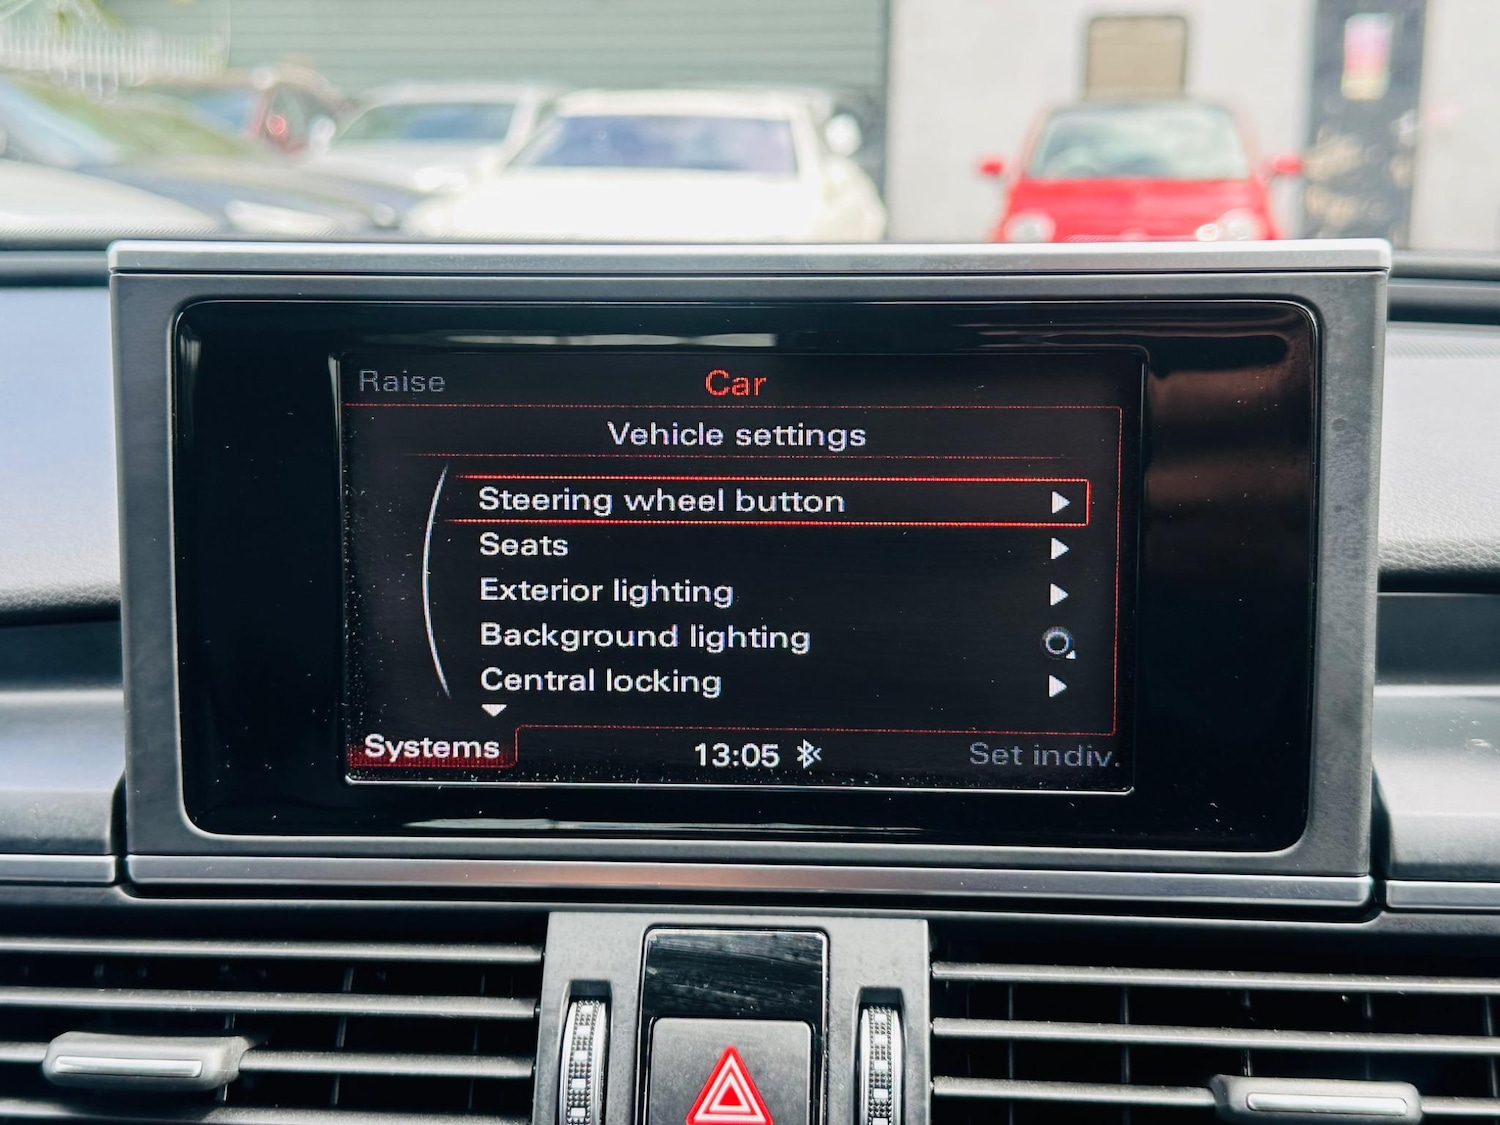 Raise
Car
Vehicle settings
Steering wheel button
Seats
Exterior lighting
Background lighting
Central locking
Systems
13:05
Set indiv.